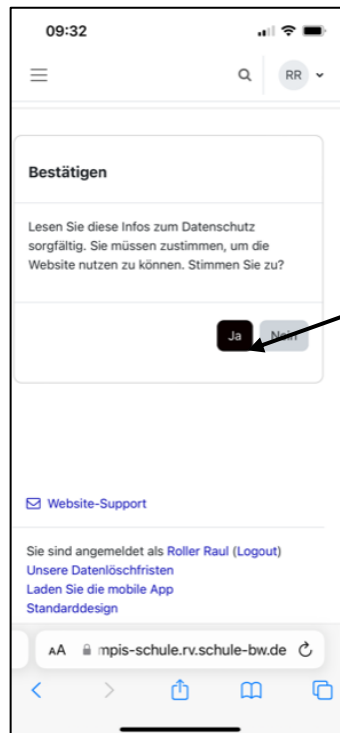 09:32
RR
Bestätigen
Lesen Sie diese Infos zum Datenschutz
sorgfältig. Sie müssen zustimmen, um die
Website nutzen zu können. Stimmen Sie zu?
Ja Nein
Website-Support
Sie sind angemeldet als Roller Raul (Logout)
Unsere Datenlöschfristen
Laden Sie die mobile App
Standarddesign
AA mpis-schule.rv.schule-bw.de